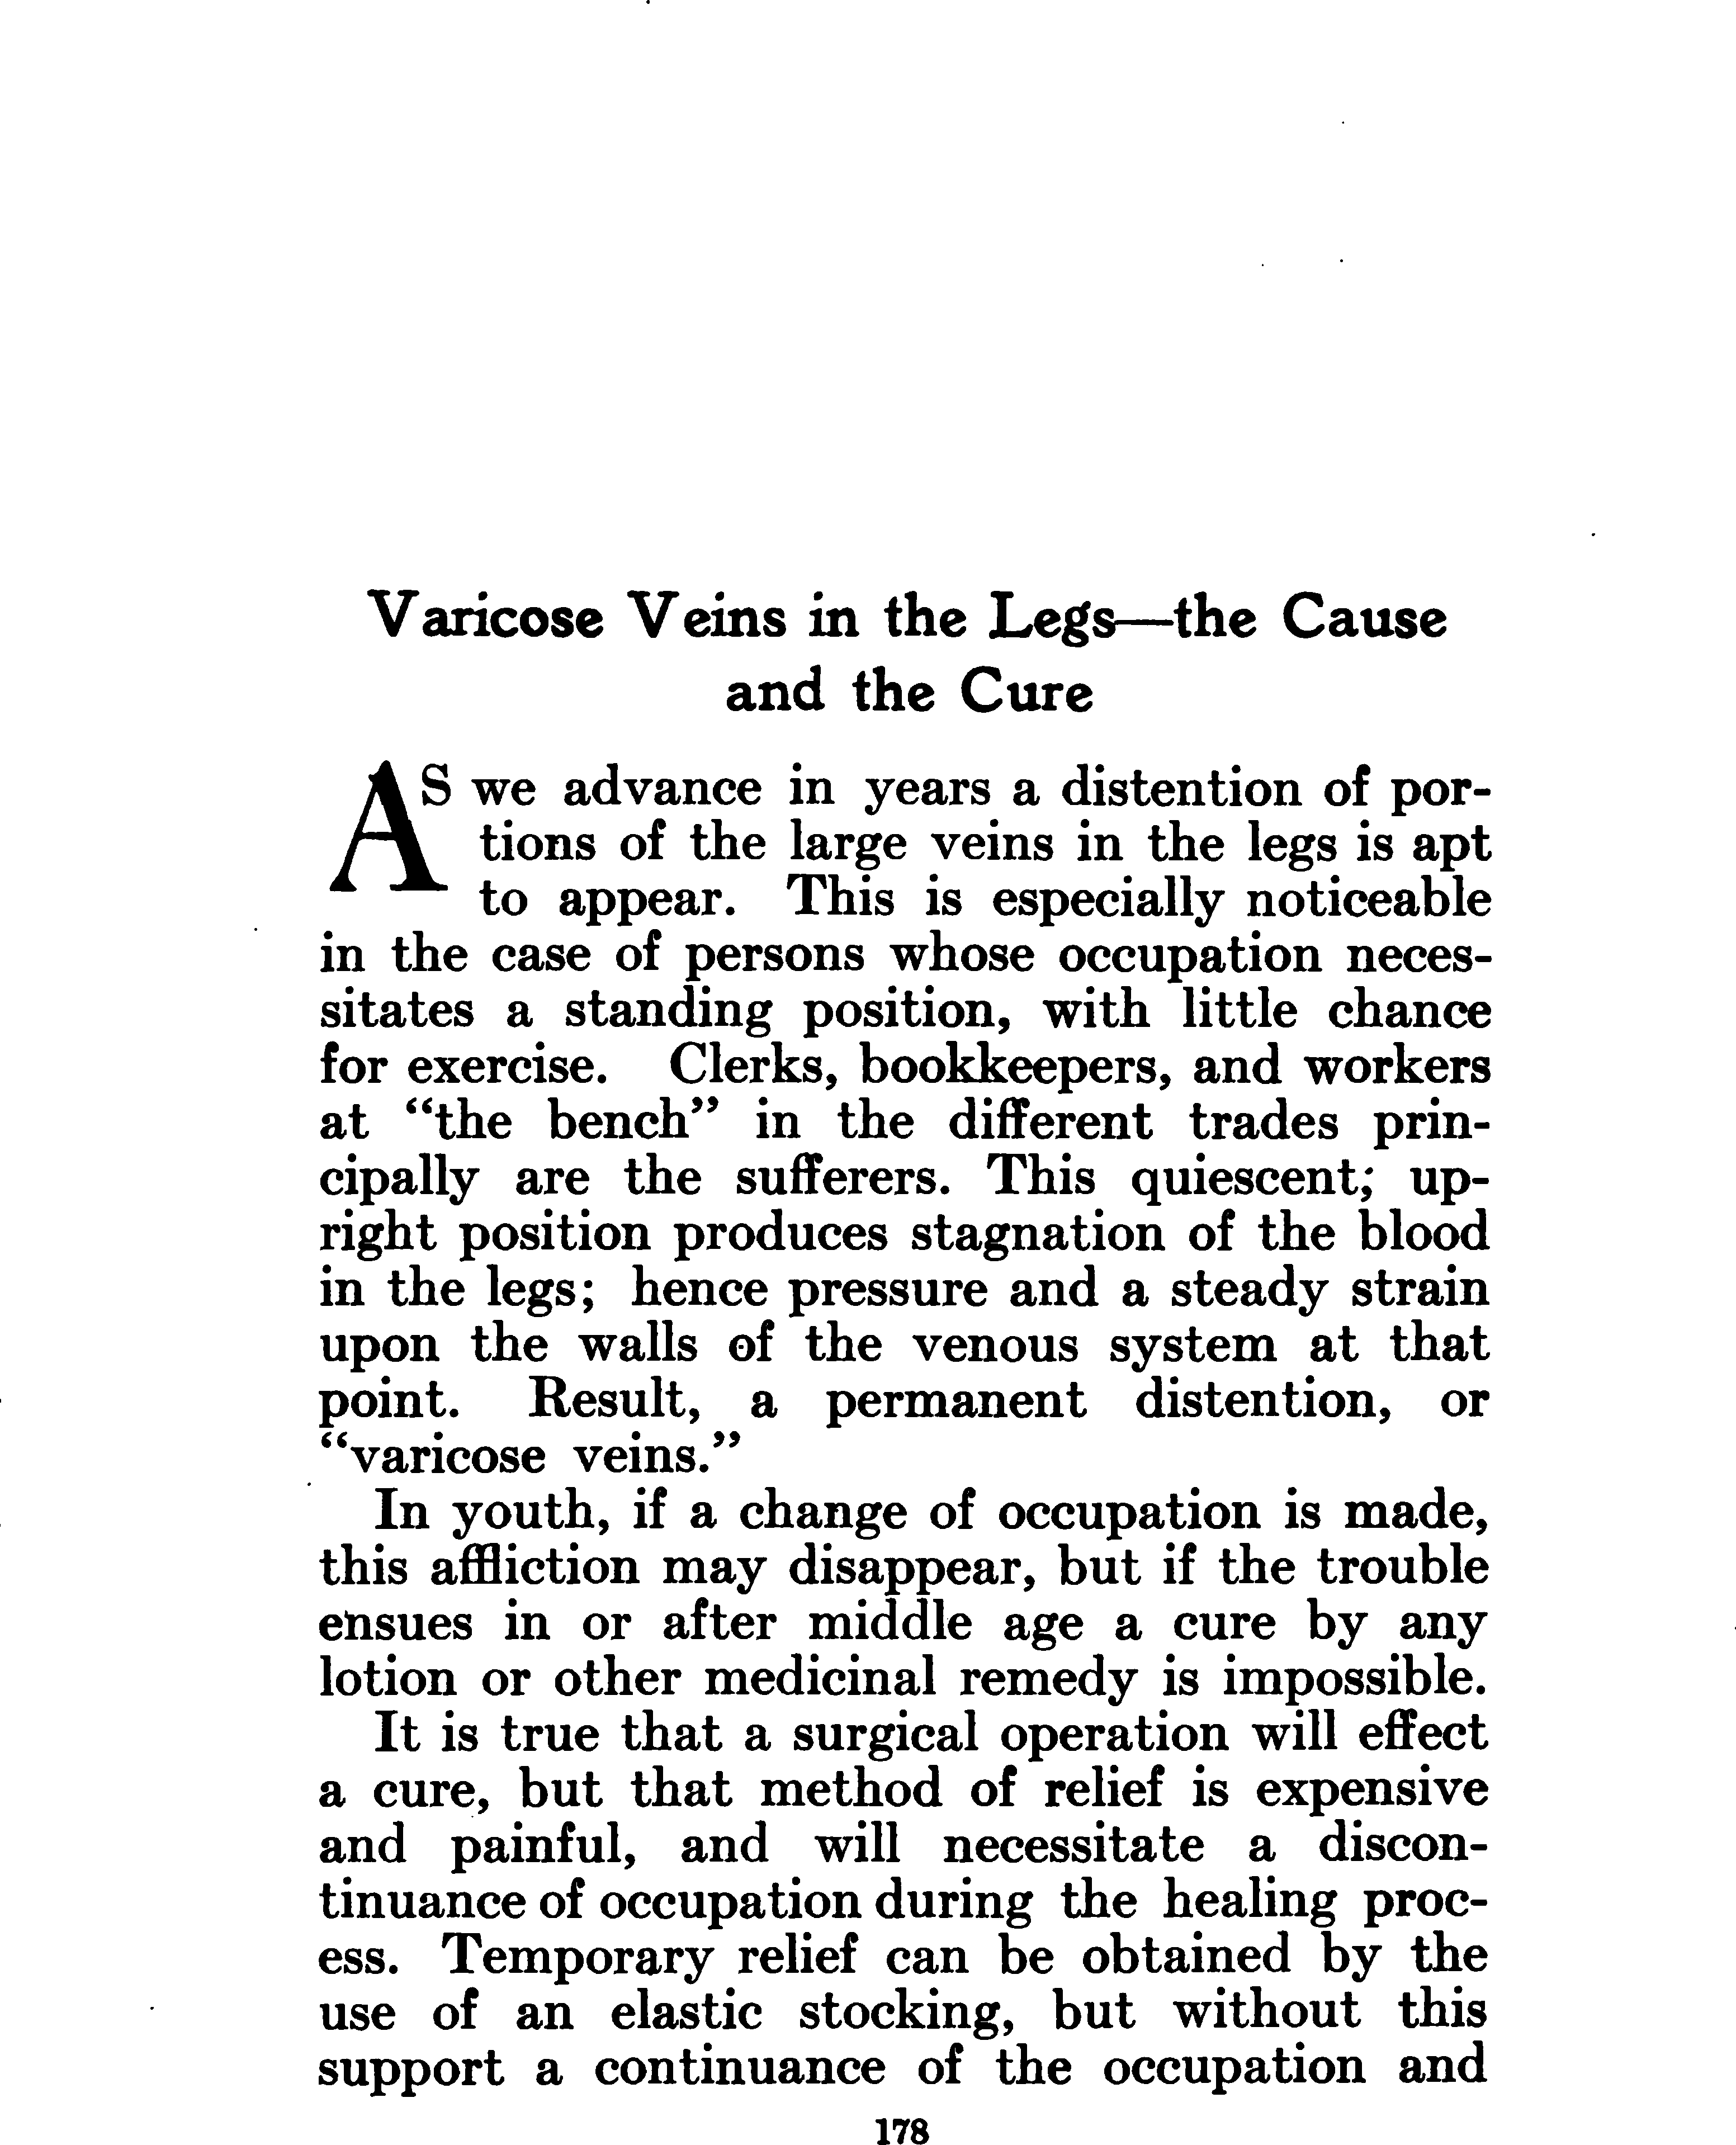 Varicose Veins in the Legs—the Cause
and the Cure
AS we advance in years a distention of por-
tions of the large veins in the legs is apt
to appear. This is especially noticeable
in the case of persons whose occupation neces-
sitates a standing position, with little chance
for exercise. Clerks, bookkeepers, and workers
at “the bench” in the different trades prin-
cipally are the sufferers. This quiescent; up-
right position produces stagnation of the blood
in the legs; hence pressure and a steady strain
upon the walls of the venous system at that
point. Result, a permanent distention, or
“varicose veins.”
In youth, if a change of occupation is made,
this affliction may disappear, but if the trouble
ensues in or after middle age a cure by any
lotion or other medicinal remedy is impossible.
It is true that a surgical operation will effect
a cure, but that method of relief is expensive
and painful, and will necessitate a discon-
tinuance of occupation during the healing proc-
ess. Temporary relief can be obtained by the
use of an elastic stocking, but without this
support a continuance of the occupation and
178